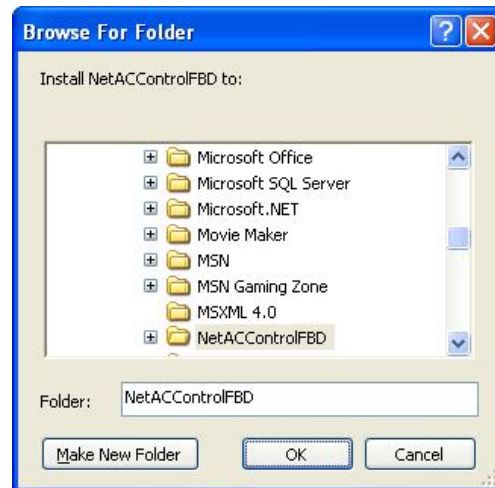 Browse For Folder
Install NetACControlFBD to:
Microsoft Office
Microsoft SQL Server
Microsoft.NET
Movie Maker
MSN
MSN Gaming Zone
MSXML 4.0
NetACControlFBD
Folder: NetACControlFBD
Make New Folder OK Cancel